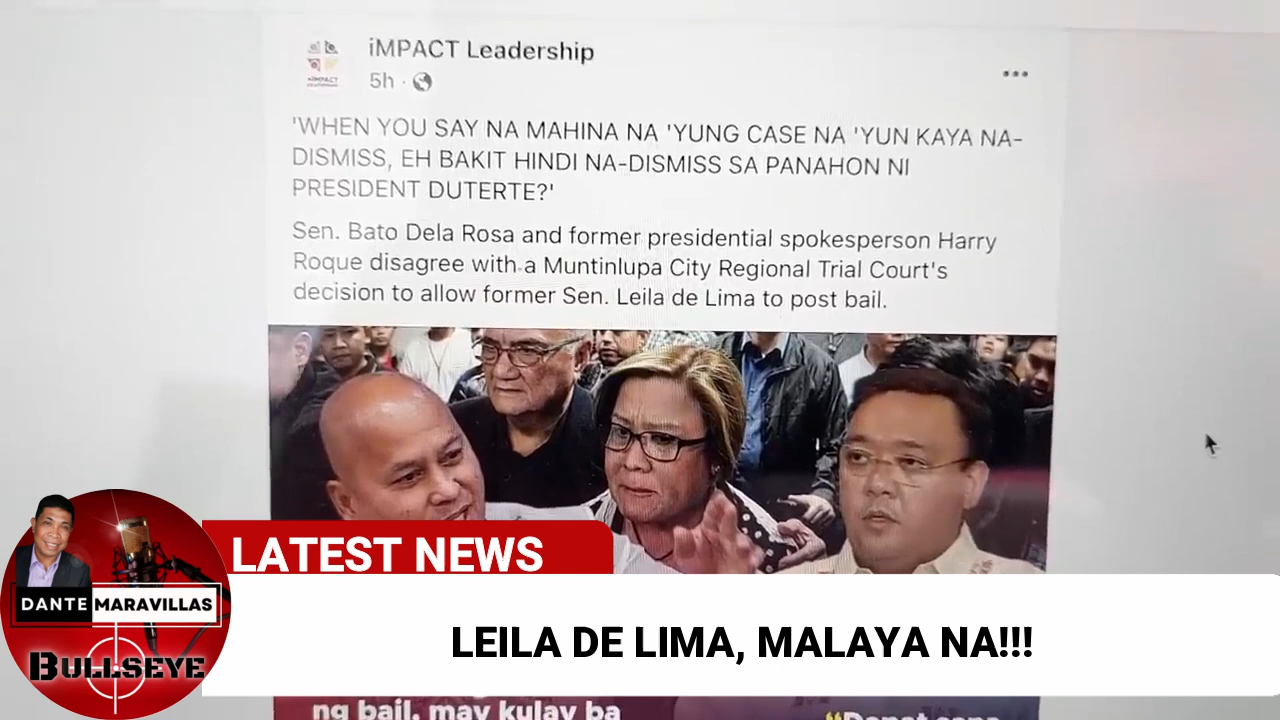 iMPACT Leadership
5h
'WHEN YOU SAY NA MAHINA NA 'YUNG CASE NA 'YUN KAYA NA-
DISMISS, EH BAKIT HINDI NA-DISMISS SA PANAHON NI
PRESIDENT DUTERTE?'
Sen. Bato Dela Rosa and former presidential spokesperson Harry
Roque disagree with a Muntinlupa City Regional Trial Court's
decision to allow former Sen. Leila de Lima to post bail.
LATEST NEWS
DANTE MARAVILLAS
BULLSEYE
LEILA DE LIMA, MALAYA NA!!!
ng bail, may kulay ba